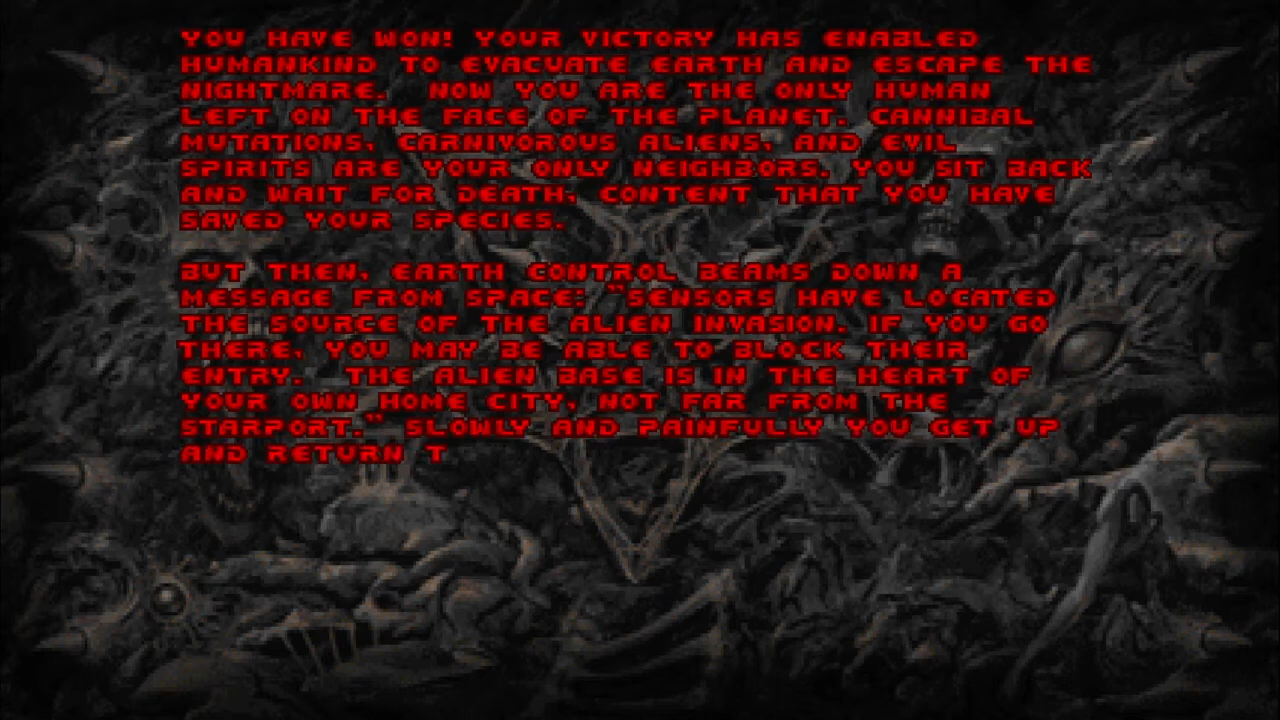 YOU HAVE WON! YOUR VICTORY HAS ENABLED
HUMANKIND TO EVACUATE EARTH AND ESCAPE THE
NIGHTMARE.  NOW YOU ARE THE ONLY HUMAN
LEFT ON THE FACE OF THE PLANET. CANNIBAL
MUTATIONS, CARNIVOROUS ALIENS, AND EVIL
SPIRITS ARE YOUR ONLY NEIGHBORS. YOU SIT BACK
AND WAIT FOR DEATH, CONTENT THAT YOU HAVE
SAVED YOUR SPECIES.

BUT THEN, EARTH CONTROL BEAMS DOWN A
MESSAGE FROM SPACE: "SENSORS HAVE LOCATED
THE SOURCE OF THE ALIEN INVASION. IF YOU GO
THERE, YOU MAY BE ABLE TO BLOCK THEIR
ENTRY.  THE ALIEN BASE IS IN THE HEART OF
YOUR OWN HOME CITY, NOT FAR FROM THE
STARPORT." SLOWLY AND PAINFULLY YOU GET UP
AND RETURN T